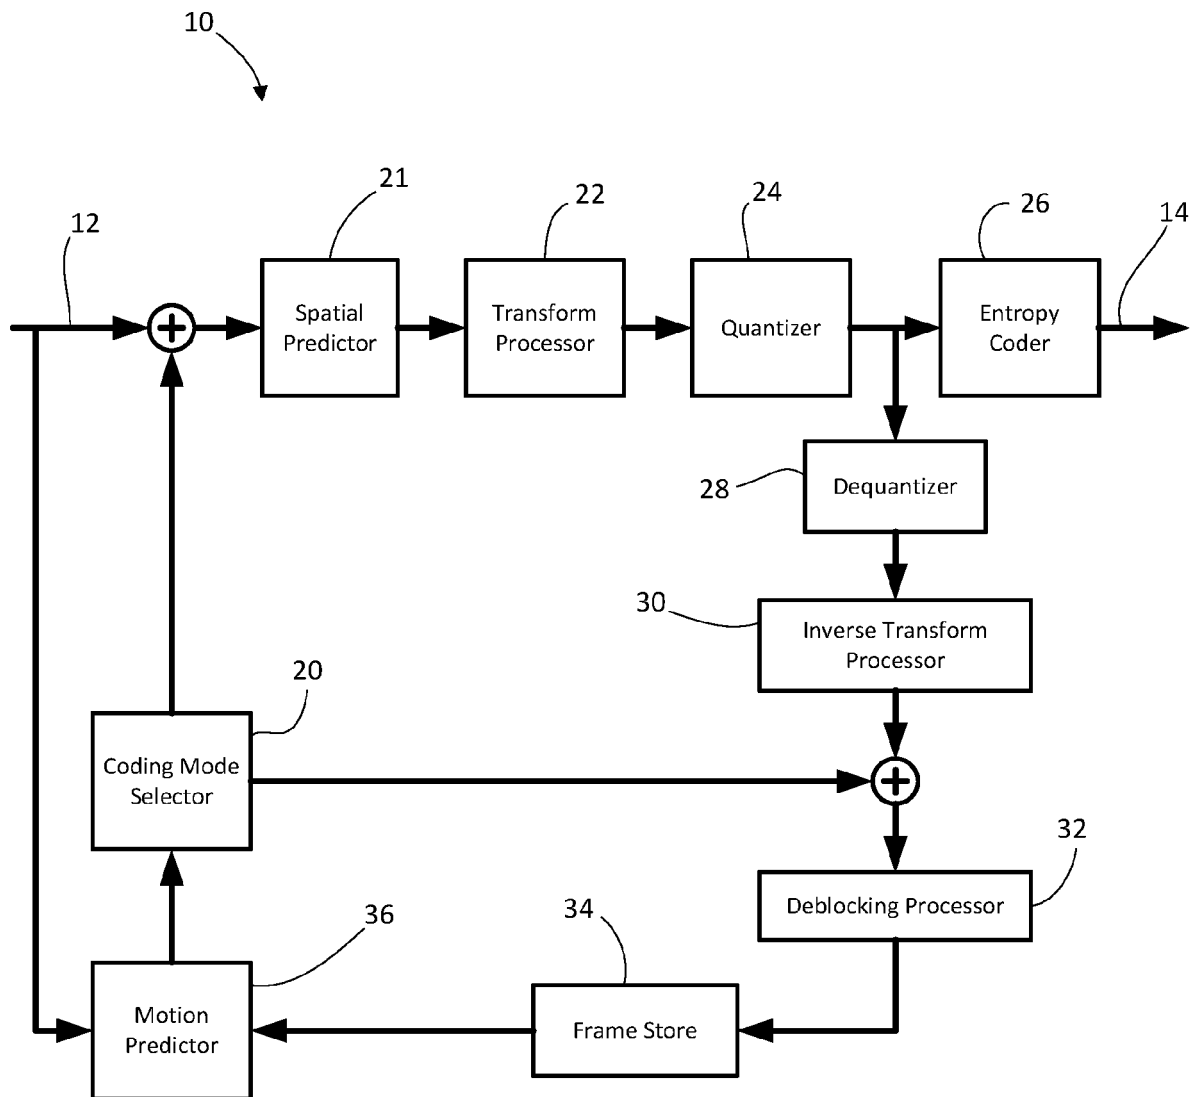 10
12
21
22
24
26
14
Spatial
Predictor
Transform
Processor
Quantizer
Entropy
Coder
28
Dequantizer
30
Inverse Transform
Processor
20
Coding Mode
Selector
32
Deblocking Processor
36
34
Motion
Predictor
Frame Store